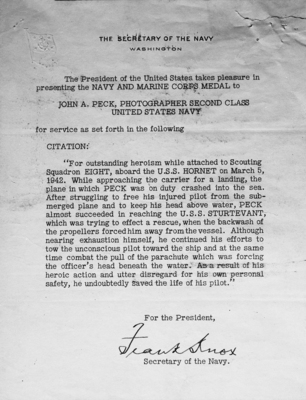 THE SECRETARY OF THE NAVY
WASHINGTON
The President of the United States takes pleasure in
presenting the NAVY AND MARINE CORPS MEDAL to
JOHN A. PECK, PHOTOGRAPHER SECOND CLASS
UNITED STATES NAVY
for service as set forth in the following
CITATION:
"For outstanding heroism while attached to Scouting
Squadron EIGHT, aboard the U.S.S. HORNET on March 5,
1942. While approaching the carrier for a landing, the
plane in which PECK was on duty crashed into the sea.
After struggling to free his injured pilot from the sub-
merged plane and to keep his head above water, PECK
almost succeeded in reaching the U.S.S. STURTEVANT,
which was trying to effect a rescue, when the backwash
of the propellers forced him away from the vessel. Although
nearing exhaustion himself, he continued his efforts to
tow the unconscious pilot toward the ship and at the same
time combat the pull of the parachute which was forcing
the officer's head beneath the water. As a result of his
heroic action and utter disregard for his own personal
safety, he undoubtedly saved the life of his pilot."
For the President,
Frank Knox
Secretary of the Navy.